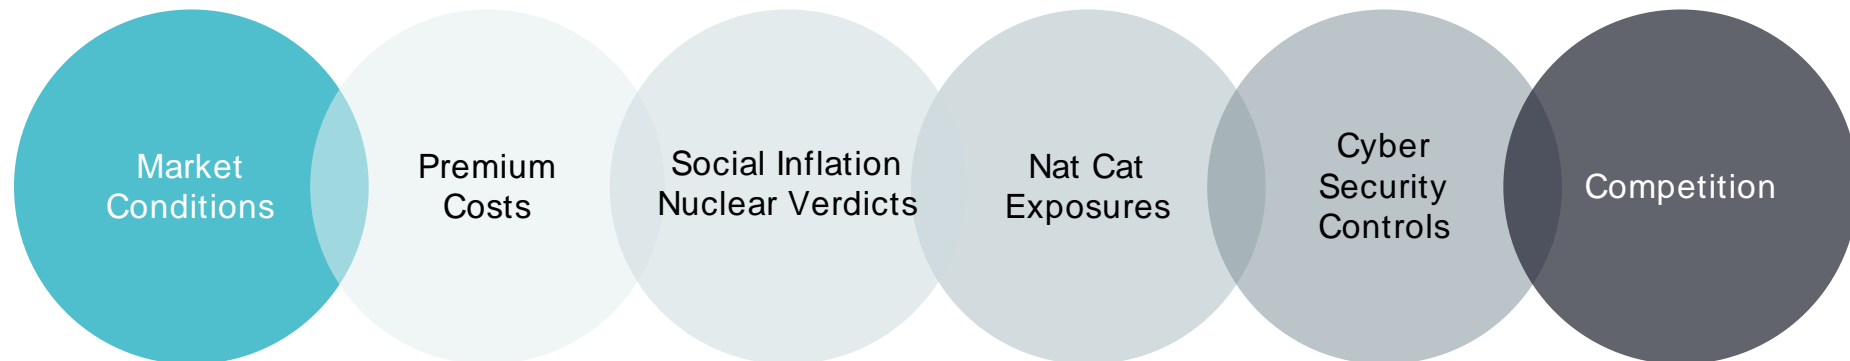 Market
Conditions
Premium
Costs
Social Inflation
Nuclear Verdicts
Nat Cat
Exposures
Cyber
Security
Controls
Competition